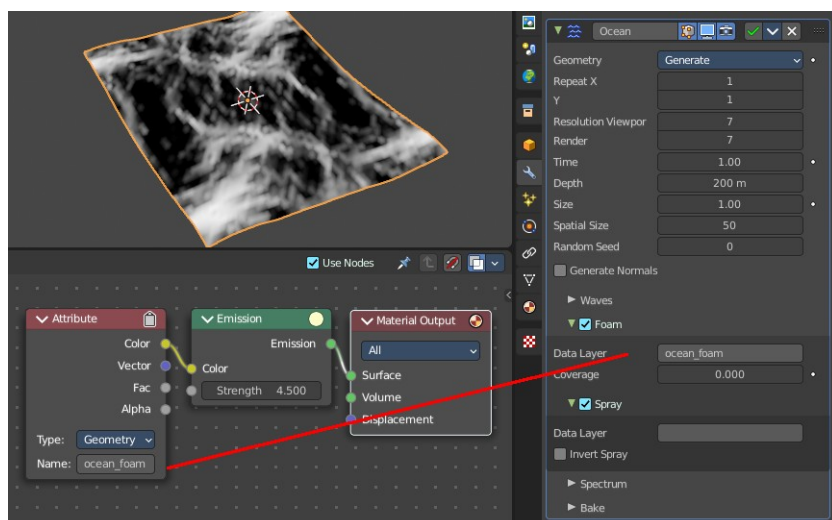 Ocean
Geometry Generate
Repeat X 1
Y 1
Resolution Viewpor 7
Render 7
Time 1.00
Depth 200 m
Size 1.00
Spatial Size 50
Random Seed 0
Generate Normals
Waves
Foam
Data Layer ocean_foam
Coverage 0.000
Spray
Data Layer
Invert Spray
Spectrum
Bake
Use Nodes
Attribute
Color
Vector
Fac
Alpha
Type: Geometry
Name: ocean_foam
Emission
Emission
Color
Strength 4.500
Material Output
All
Surface
Volume
Displacement